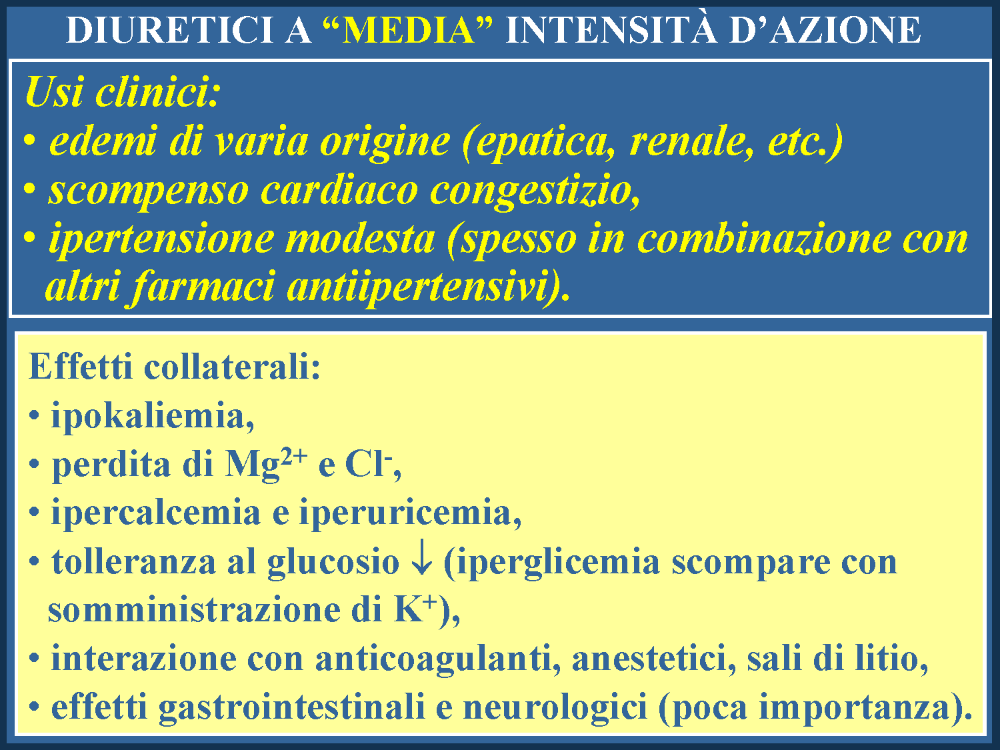 DIURETICI A “MEDIA” INTENSITÀ D’AZIONE
Usi clinici:
• edemi di varia origine (epatica, renale, etc.)
• scompenso cardiaco congestizio,
• ipertensione modesta (spesso in combinazione con
altri farmaci antiipertensivi).
Effetti collaterali:
• ipokaliemia,
• perdita di Mg²⁺ e Cl⁻,
• ipercalcemia e iperuricemia,
• tolleranza al glucosio ↓ (iperglicemia scompare con
somministrazione di K⁺),
• interazione con anticoagulanti, anestetici, sali di litio,
• effetti gastrointestinali e neurologici (poca importanza).